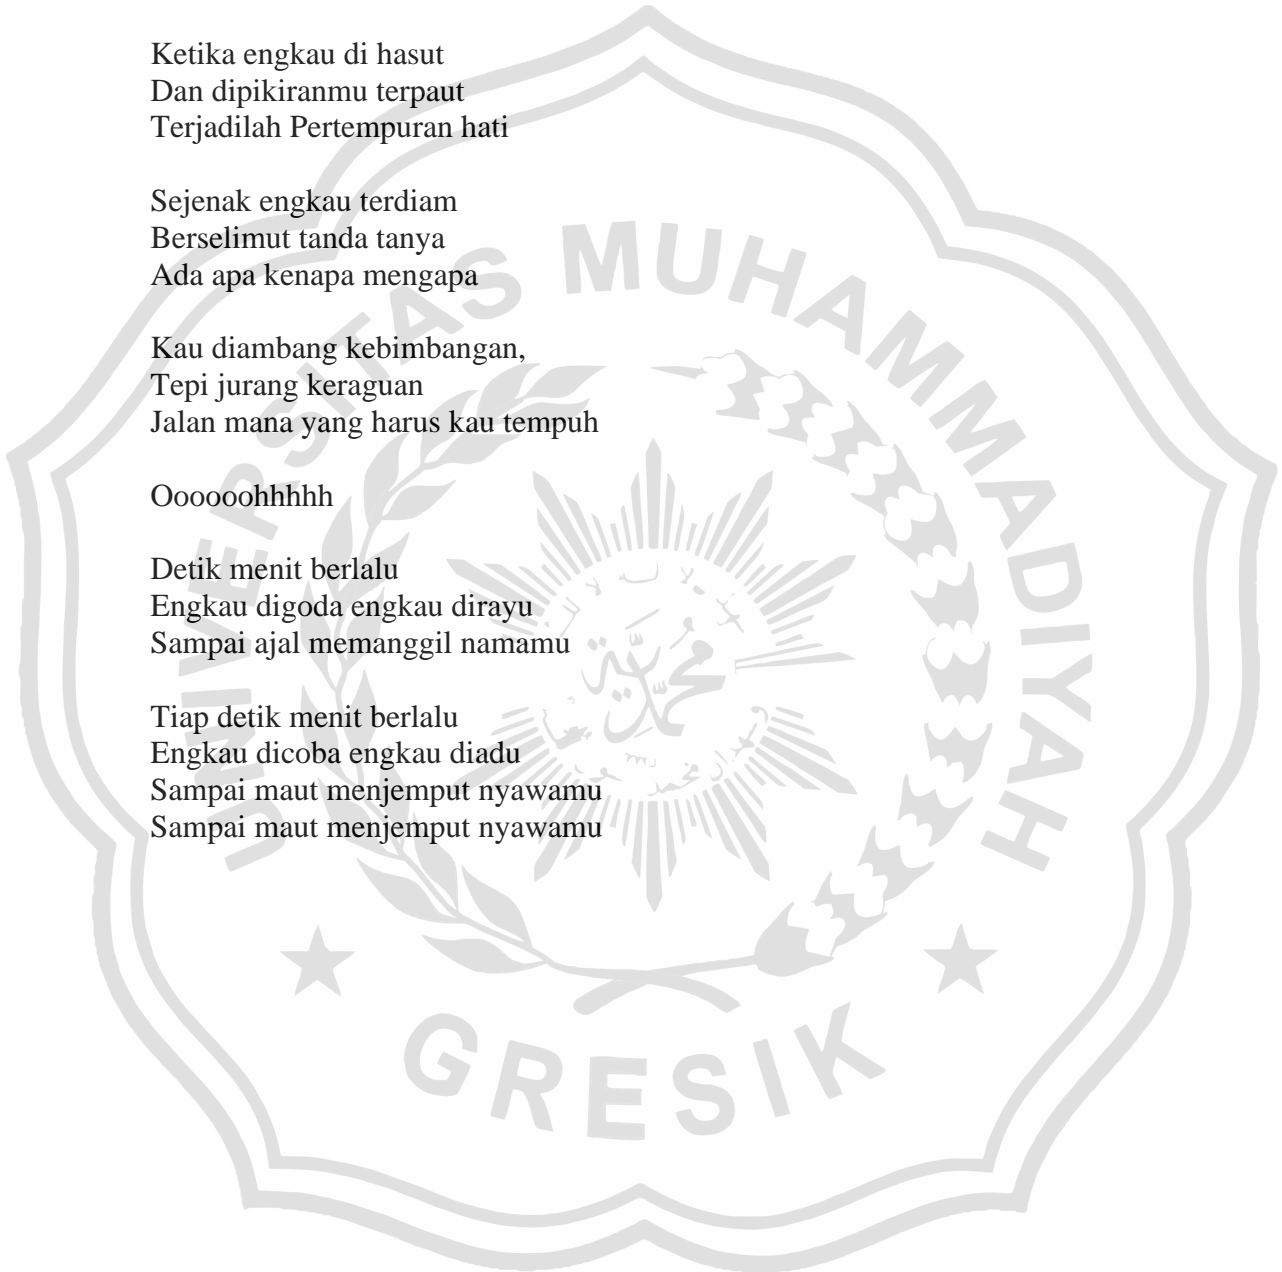 Ketika engkau di hasut
Dan dipikiranmu terpaut
Terjadilah Pertempuran hati
Sejenak engkau terdiam
Berselimut tanda tanya
Ada apa kenapa mengapa
Kau diambang kebimbangan,
Tepi jurang keraguan
Jalan mana yang harus kau tempuh
Oooooohhhhh
Detik menit berlalu
Engkau digoda engkau dirayu
Sampai ajal memanggil namamu
Tiap detik menit berlalu
Engkau dicoba engkau diadu
Sampai maut menjemput nyawamu
Sampai maut menjemput nyawamu
UNIVERSITAS MUHAMMADIYAH
GRESIK